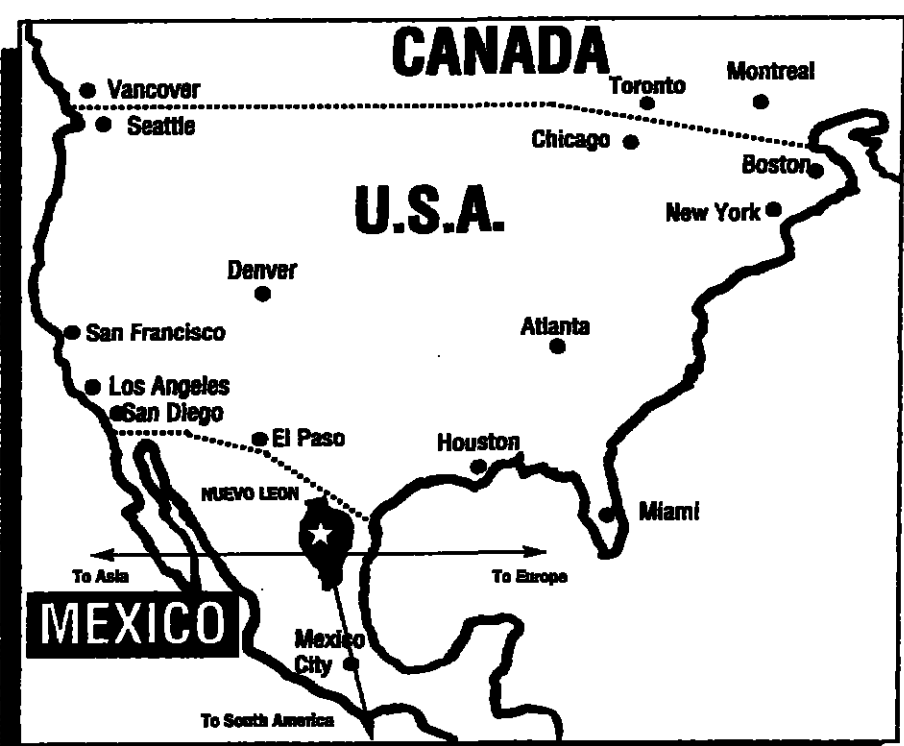 CANADA
Vancover
Toronto
Montreal
Seattle
Chicago
Boston
U.S.A.
New York
Denver
San Francisco
Atlanta
Los Angeles
San Diego
El Paso
Houston
NUEVO LEON
Miami
To Asia
To Europe
MEXICO
Mexico
City
To South America